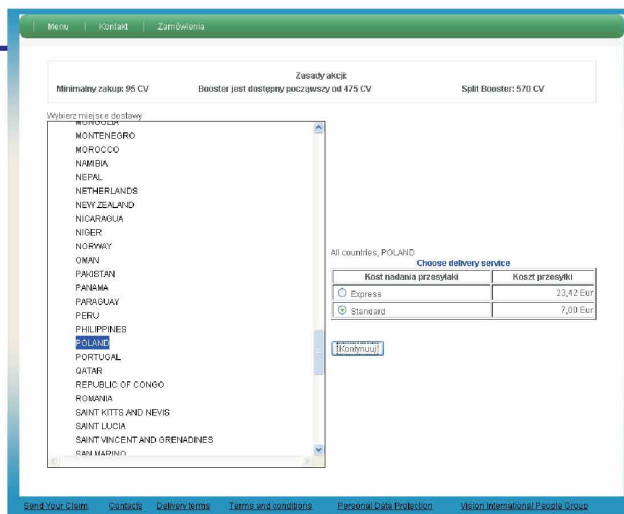 Menu Kontakt Zamówienia
Zasady akcji:
Minimalny zakup: 95 CV Booster jest dostępny począwszy od 475 CV Split Booster: 570 CV
Wybierz miejsce dostawy
MONGOLIA
MONTENEGRO
MOROCCO
NAMIBIA
NEPAL
NETHERLANDS
NEW ZEALAND
NICARAGUA
NIGER
NORWAY
OMAN
PAKISTAN
PANAMA
PARAGUAY
PERU
PHILIPPINES
POLAND
PORTUGAL
QATAR
REPUBLIC OF CONGO
ROMANIA
SAINT KITTS AND NEVIS
SAINT LUCIA
SAINT VINCENT AND GRENADINES
SAN MARINO
All countries, POLAND
Choose delivery service
Kost nadania przesyłaki Koszt przesyłki
Express 23,42 Eur
Standard 7,00 Eur
Kontynuuj
Send Your Claim Contacts Delivery terms Terms and conditions Personal Data Protection Vision International People Group